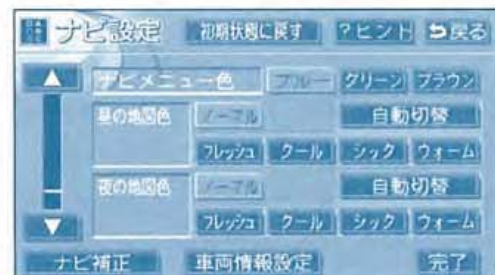 ナビ設定 初期状態に戻す ?ヒント 戻る
ナビメニュー色 ブルー グリーン ブラウン
昼の地図色 ノーマル 自動切替
フレッシュ クール シック ウォーム
夜の地図色 ノーマル 自動切替
フレッシュ クール シック ウォーム
ナビ補正 車両情報設定 完了